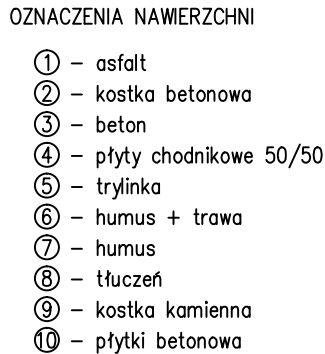 OZNACZENIA NAWIERZCHNI
1 – asfalt
2 – kostka betonowa
3 – beton
4 – płyty chodnikowe 50/50
5 – trylinka
6 – humus + trawa
7 – humus
8 – tłuczeń
9 – kostka kamienna
10 – płytki betonowa